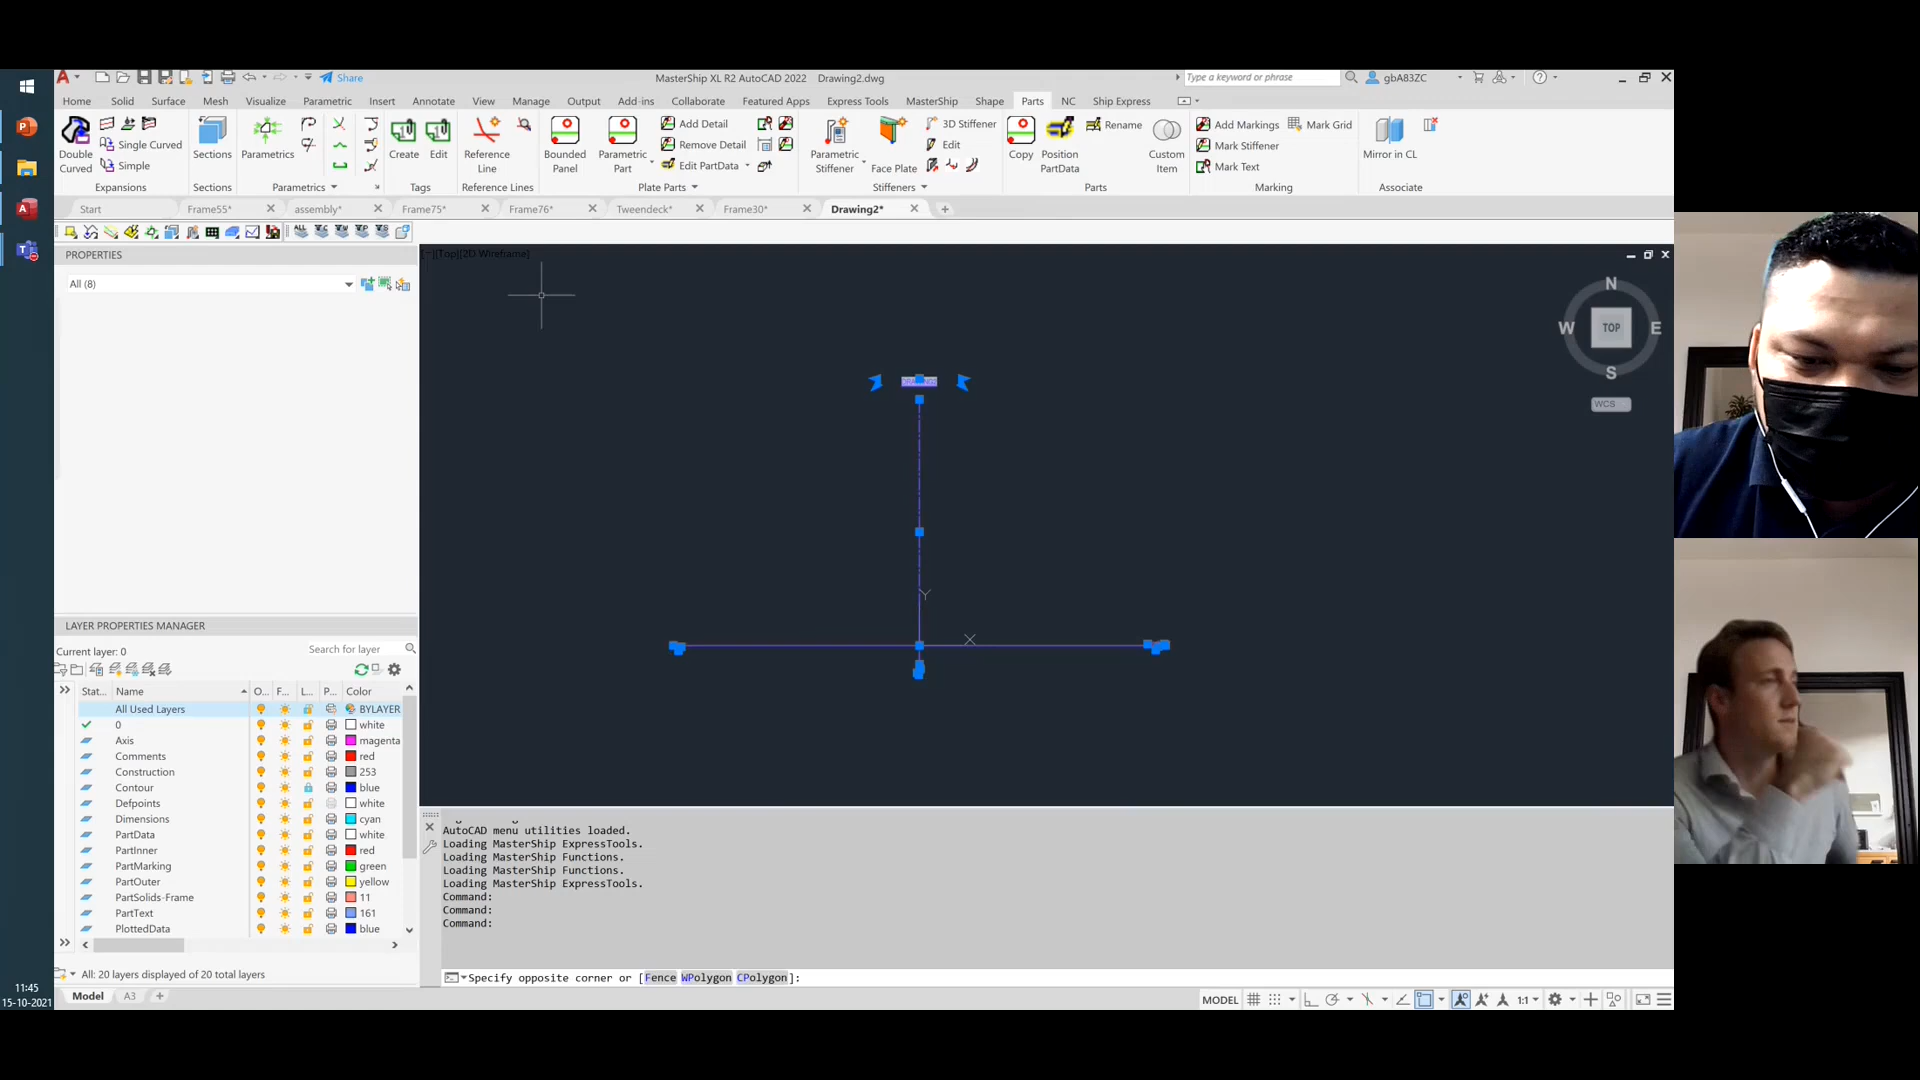 Share
MasterShip XL R2 AutoCAD 2022 Drawing2.dwg
Type a keyword or phrase
gbA83ZC
Home Solid Surface Mesh Visualize Parametric Insert Annotate View Manage Output Add-ins Collaborate Featured Apps Express Tools MasterShip Shape Parts NC Ship Express
Double Curved
Single Curved
Simple
Sections
Parametrics
Create
Edit
Reference Line
Bounded Panel
Parametric Part
Add Detail
Remove Detail
Edit PartData
Parametric Stiffener
Face Plate
3D Stiffener
Edit
Copy
Position PartData
Rename
Custom Item
Add Markings
Mark Grid
Mark Stiffener
Mark Text
Mirror in CL
Expansions Sections Parametrics Tags Reference Lines Plate Parts Stiffeners Parts Marking Associate
Start Frame55* assembly* Frame75* Frame76* Tweendeck* Frame30* Drawing2*
ALL
PROPERTIES
All (8)
[−][Top][2D Wireframe]
N
W TOP E
S
WCS
Y
X
LAYER PROPERTIES MANAGER
Current layer: 0
Search for layer
Stat... Name O... F... L... P... Color
All Used Layers BYLAYER
0 white
Axis magenta
Comments red
Construction 253
Contour blue
Defpoints white
Dimensions cyan
PartData white
PartInner red
PartMarking green
PartOuter yellow
PartSolids-Frame 11
PartText 161
PlottedData blue
All: 20 layers displayed of 20 total layers
AutoCAD menu utilities loaded.
Loading MasterShip ExpressTools.
Loading MasterShip Functions.
Loading MasterShip Functions.
Loading MasterShip ExpressTools.
Command:
Command:
Command:
Specify opposite corner or [Fence WPolygon CPolygon]:
Model A3
MODEL
1:1
11:45
15-10-2021